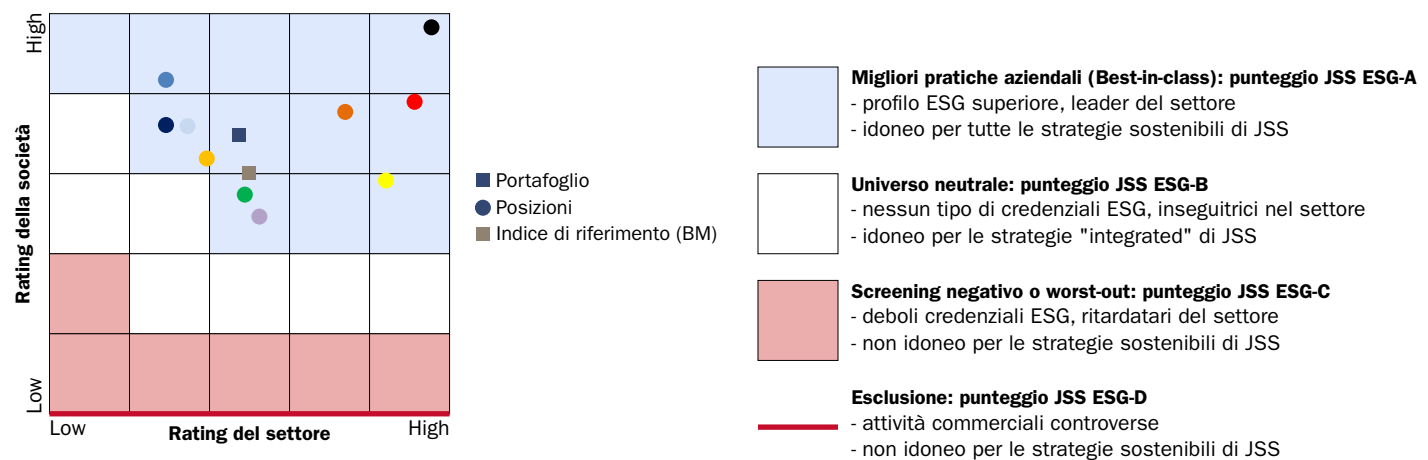 High
Rating della società
Low
Low
Rating del settore
High
Portafoglio
Posizioni
Indice di riferimento (BM)
Migliori pratiche aziendali (Best-in-class): punteggio JSS ESG-A
- profilo ESG superiore, leader del settore
- idoneo per tutte le strategie sostenibili di JSS
Universo neutrale: punteggio JSS ESG-B
- nessun tipo di credenziali ESG, inseguitrici nel settore
- idoneo per le strategie "integrated" di JSS
Screening negativo o worst-out: punteggio JSS ESG-C
- deboli credenziali ESG, ritardatari del settore
- non idoneo per le strategie sostenibili di JSS
Esclusione: punteggio JSS ESG-D
- attività commerciali controverse
- non idoneo per le strategie sostenibili di JSS